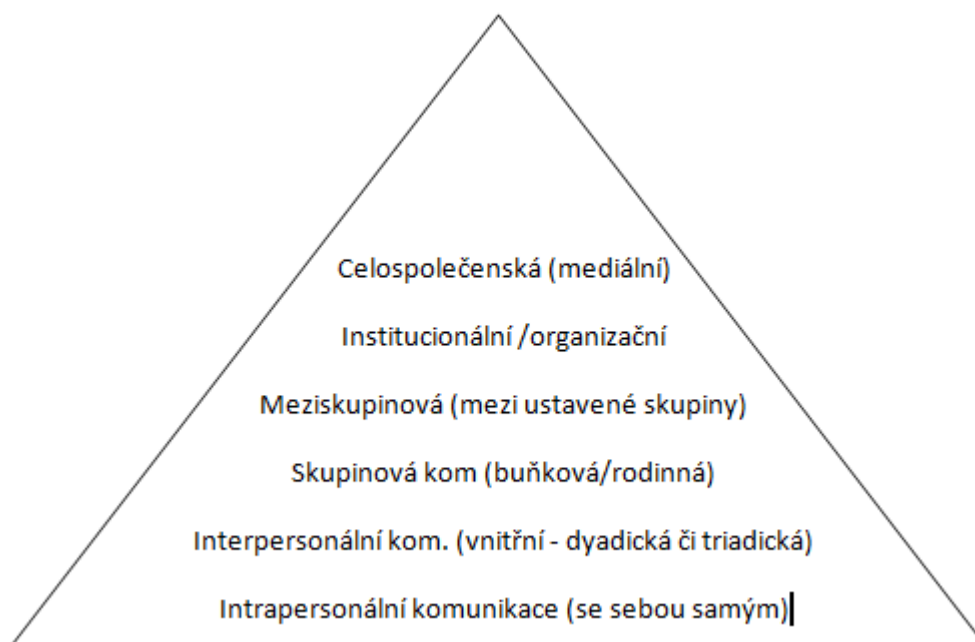 Celospolečenská (mediální)
Institucionální /organizační
Meziskupinová (mezi ustavené skupiny)
Skupinová kom (buňková/rodinná)
Interpersonální kom. (vnitřní - dyadická či triadická)
Intrapersonální komunikace (se sebou samým)